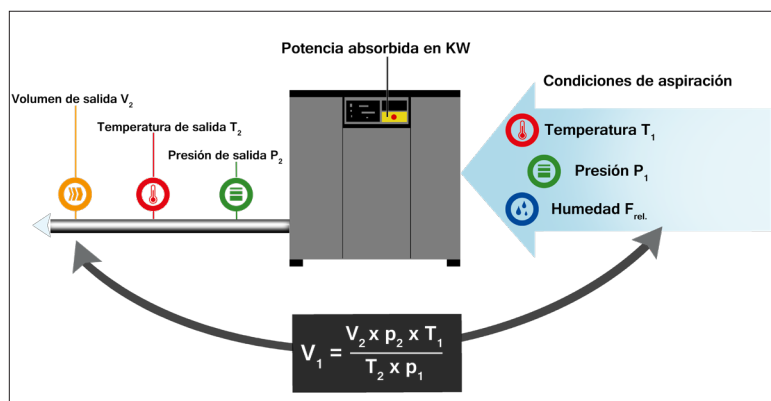 Potencia absorbida en KW
Condiciones de aspiración
Volumen de salida V₂
Temperatura de salida T₂
Presión de salida P₂
Temperatura T₁
Presión P₁
Humedad F rel.
V₁ = V₂ x p₂ x T₁
T₂ x p₁